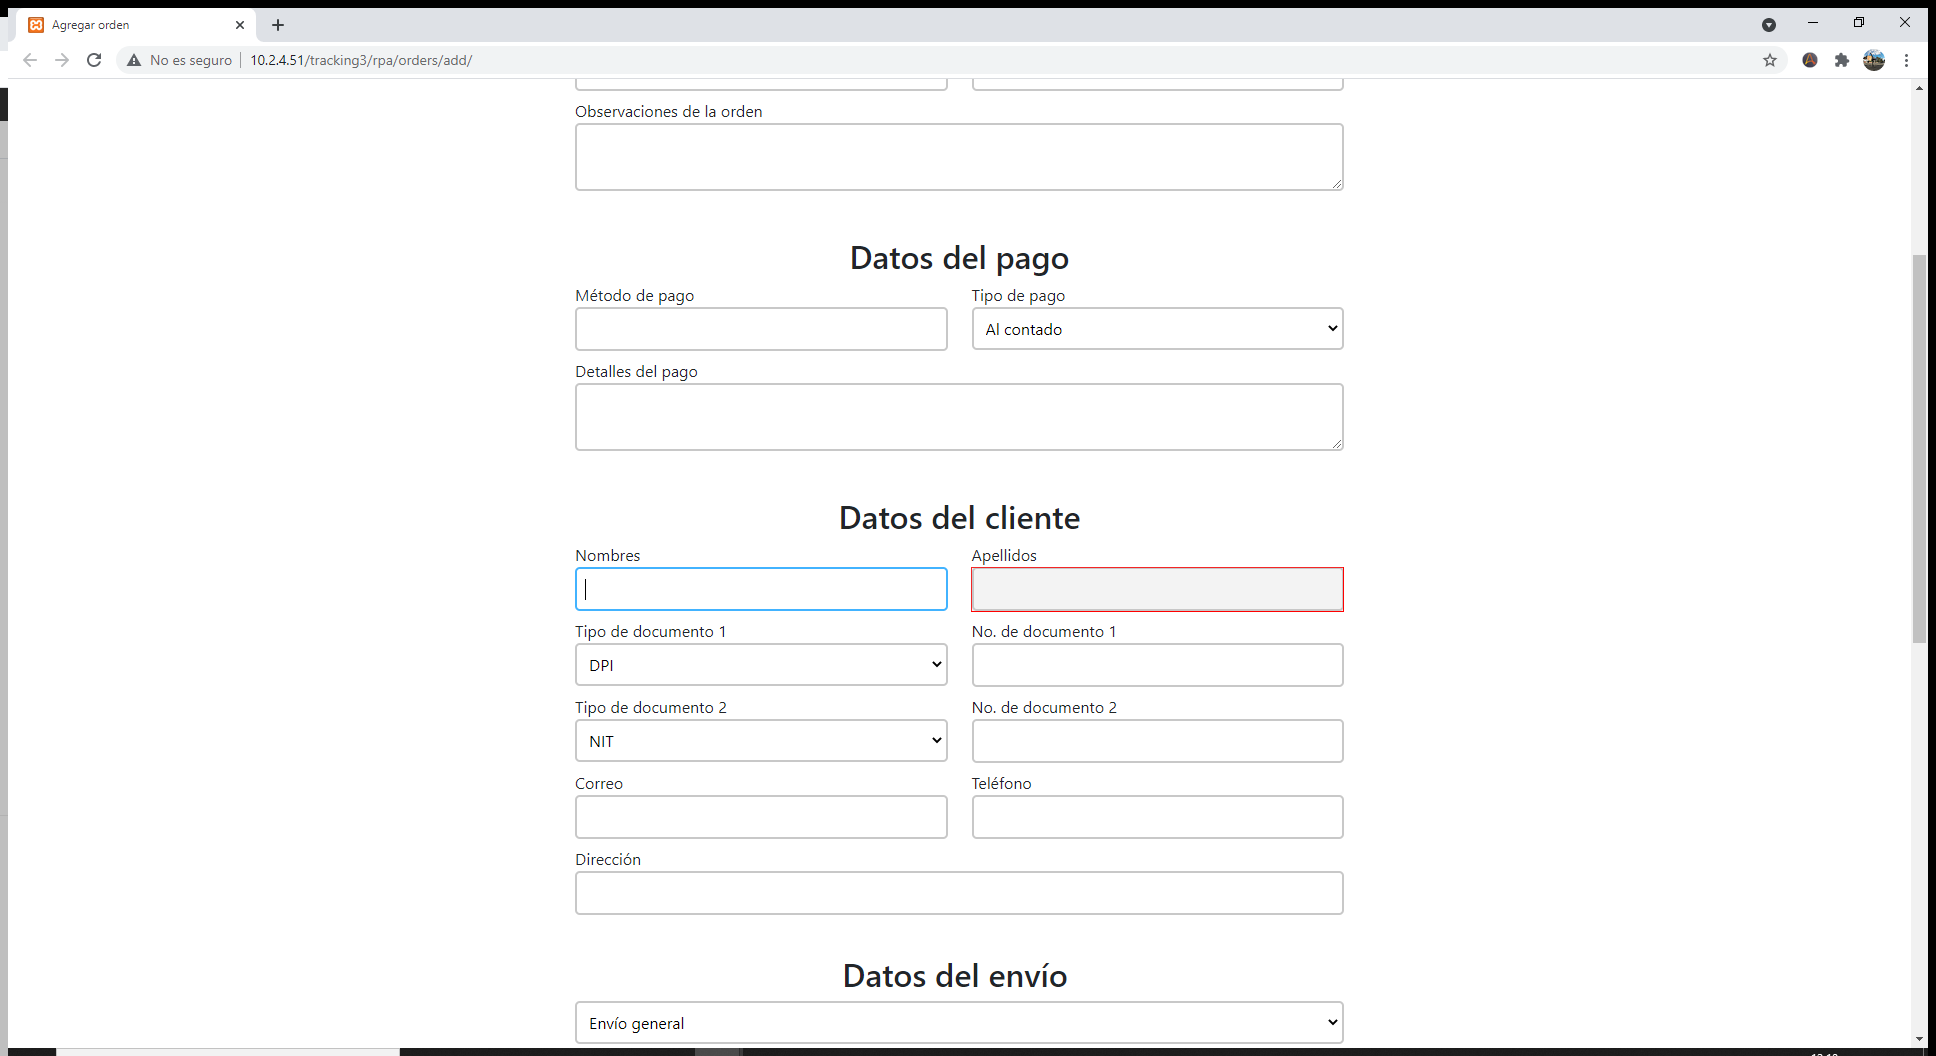 Agregar orden
No es seguro 10.2.4.51/tracking3/rpa/orders/add/
Observaciones de la orden
Datos del pago
Método de pago Tipo de pago
Al contado
Detalles del pago
Datos del cliente
Nombres Apellidos
Tipo de documento 1 No. de documento 1
DPI
Tipo de documento 2 No. de documento 2
NIT
Correo Teléfono
Dirección
Datos del envío
Envío general